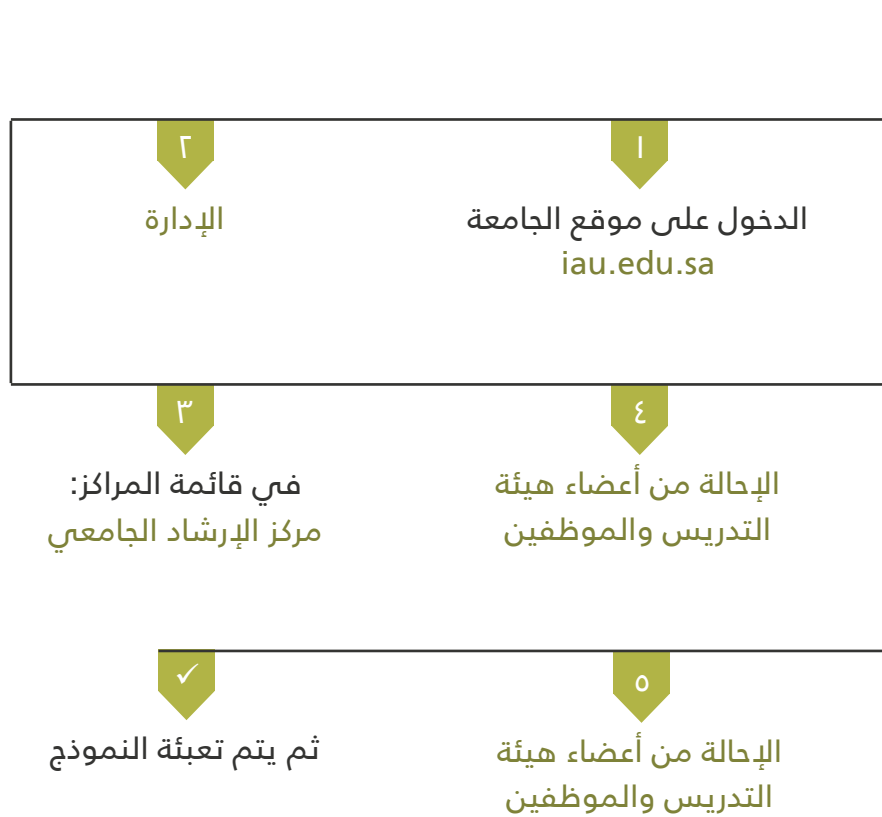 ١
الدخول على موقع الجامعة
iau.edu.sa
٢
الإدارة
٣
في قائمة المراكز:
مركز الإرشاد الجامعي
٤
الإحالة من أعضاء هيئة
التدريس والموظفين
٥
الإحالة من أعضاء هيئة
التدريس والموظفين
✓
ثم يتم تعبئة النموذج